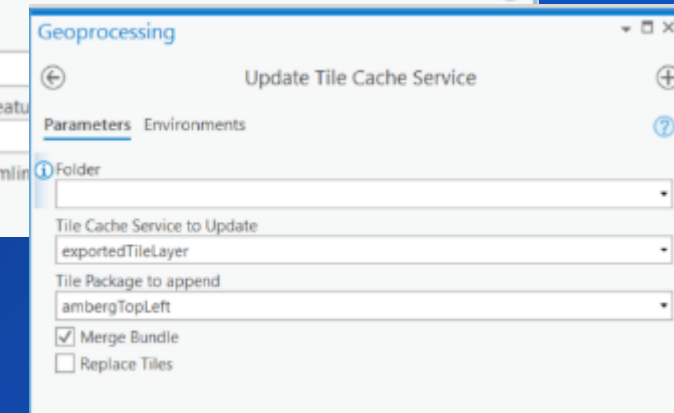 Geoprocessing
Update Tile Cache Service
Parameters Environments
Folder
Tile Cache Service to Update
exportedTileLayer
Tile Package to append
ambergTopLeft
Merge Bundle
Replace Tiles